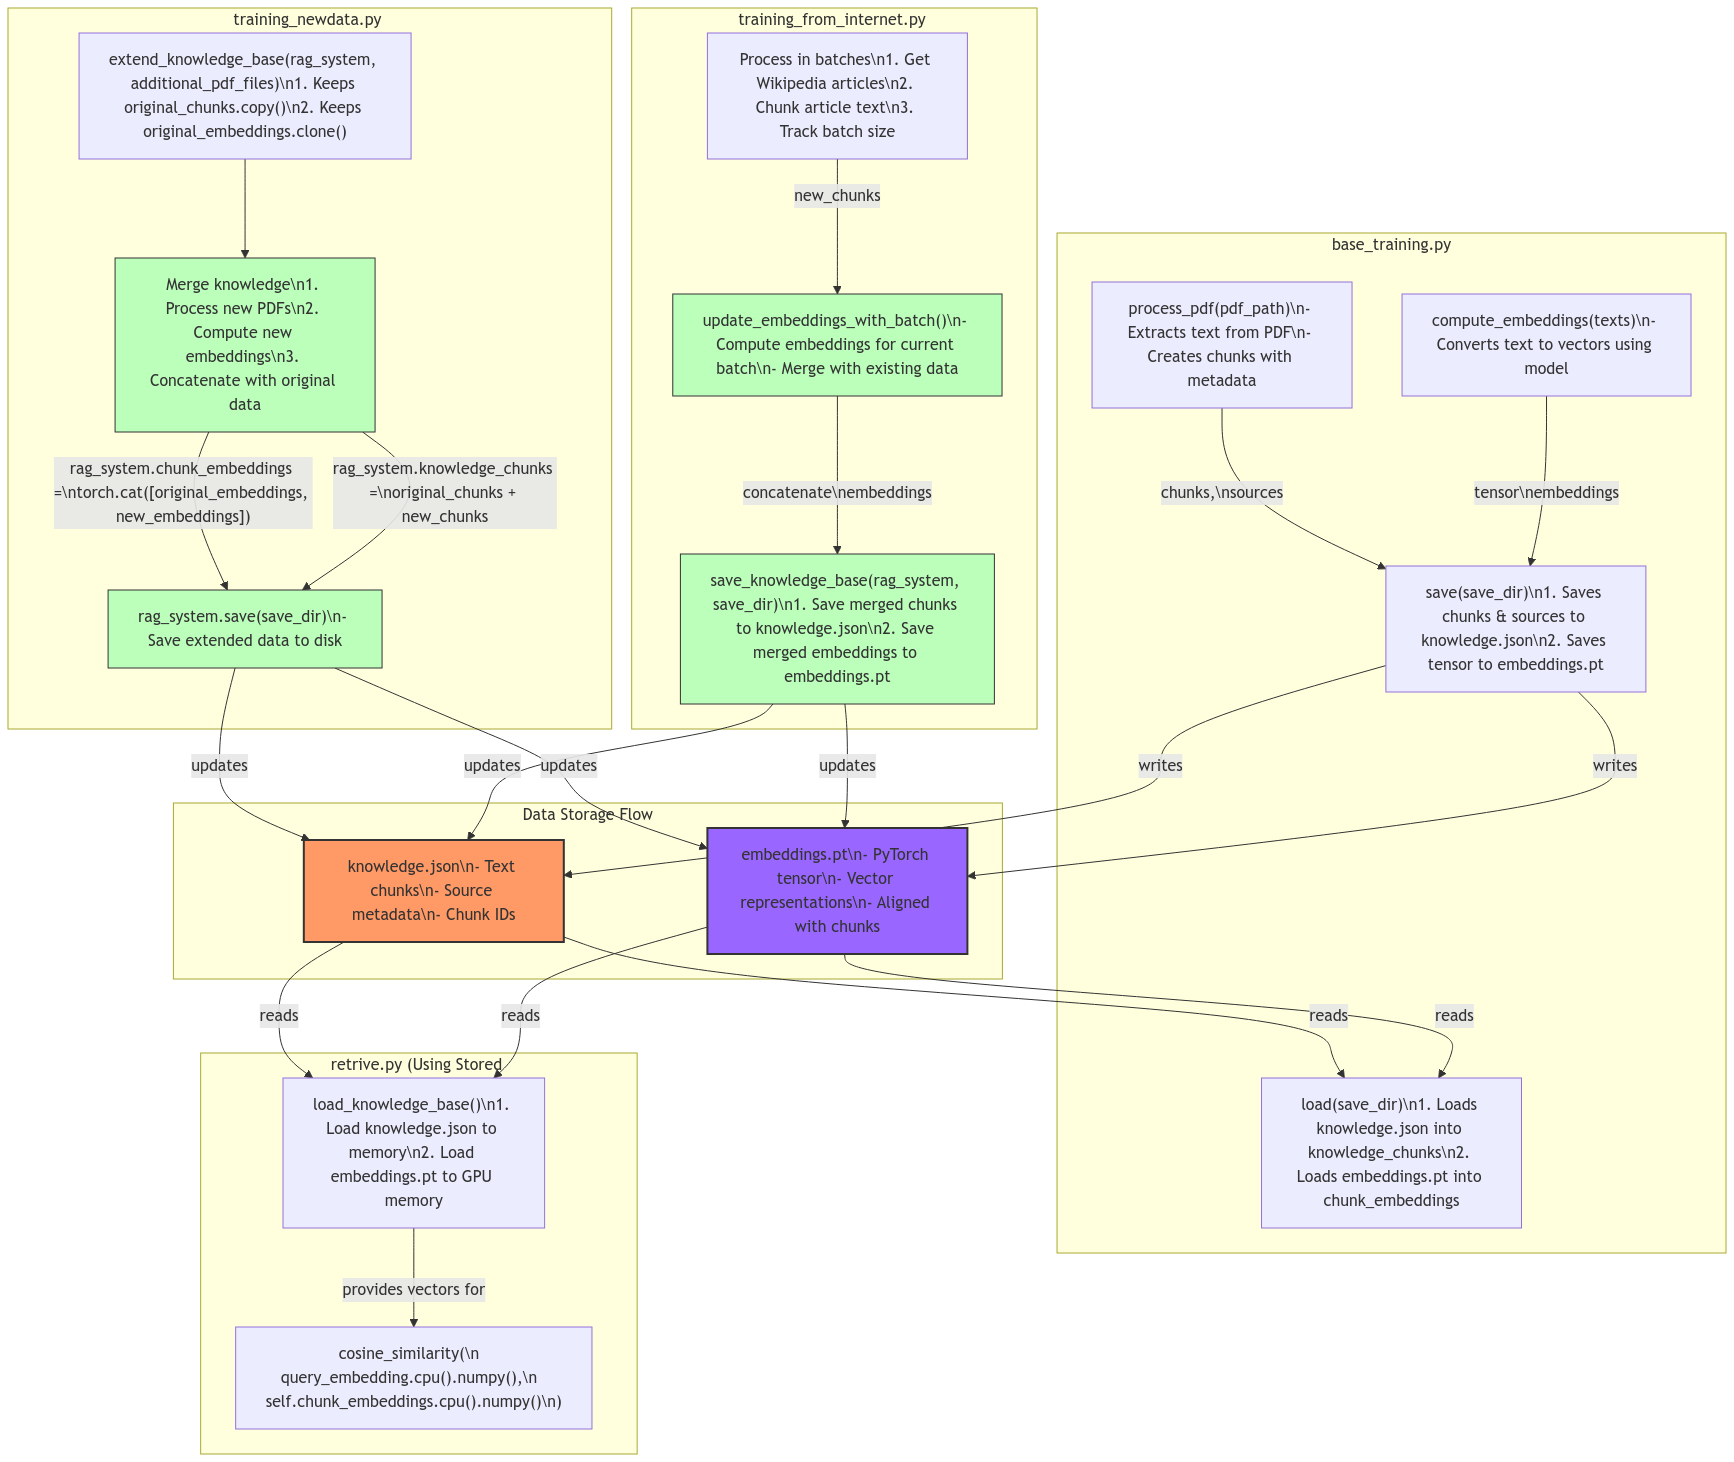 training_newdata.py
extend_knowledge_base(rag_system,
additional_pdf_files)\n1. Keeps
original_chunks.copy()\n2. Keeps
original_embeddings.clone()
Merge knowledge\n1.
Process new PDFs\n2.
Compute new
embeddings\n3.
Concatenate with original
data
rag_system.chunk_embeddings
=\ntorch.cat([original_embeddings,
new_embeddings])
rag_system.knowledge_chunks
=\noriginal_chunks +
new_chunks
rag_system.save(save_dir)\n-
Save extended data to disk
training_from_internet.py
Process in batches\n1. Get
Wikipedia articles\n2.
Chunk article text\n3.
Track batch size
new_chunks
update_embeddings_with_batch()\n-
Compute embeddings for current
batch\n- Merge with existing data
concatenate\nembeddings
save_knowledge_base(rag_system,
save_dir)\n1. Save merged chunks
to knowledge.json\n2. Save
merged embeddings to
embeddings.pt
base_training.py
process_pdf(pdf_path)\n-
Extracts text from PDF\n-
Creates chunks with
metadata
compute_embeddings(texts)\n-
Converts text to vectors using
model
chunks,\nsources
tensor\nembeddings
save(save_dir)\n1. Saves
chunks & sources to
knowledge.json\n2. Saves
tensor to embeddings.pt
updates
updates
updates
updates
writes
writes
Data Storage Flow
knowledge.json\n- Text
chunks\n- Source
metadata\n- Chunk IDs
embeddings.pt\n- PyTorch
tensor\n- Vector
representations\n- Aligned
with chunks
reads
reads
reads
reads
retrive.py (Using Stored
load_knowledge_base()\n1.
Load knowledge.json to
memory\n2. Load
embeddings.pt to GPU
memory
provides vectors for
cosine_similarity(\n
query_embedding.cpu().numpy(),\n
self.chunk_embeddings.cpu().numpy()\n)
load(save_dir)\n1. Loads
knowledge.json into
knowledge_chunks\n2.
Loads embeddings.pt into
chunk_embeddings